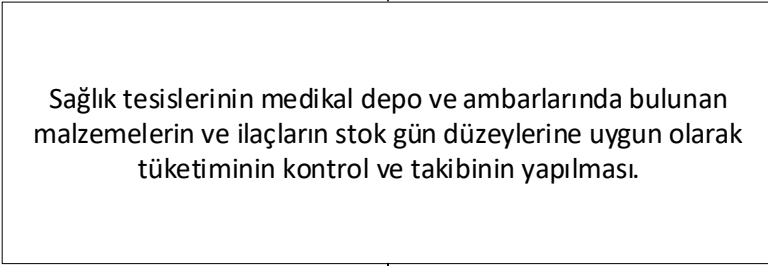 Sağlık tesislerinin medikal depo ve ambarlarında bulunan
malzemelerin ve ilaçların stok gün düzeylerine uygun olarak
tüketiminin kontrol ve takibinin yapılması.